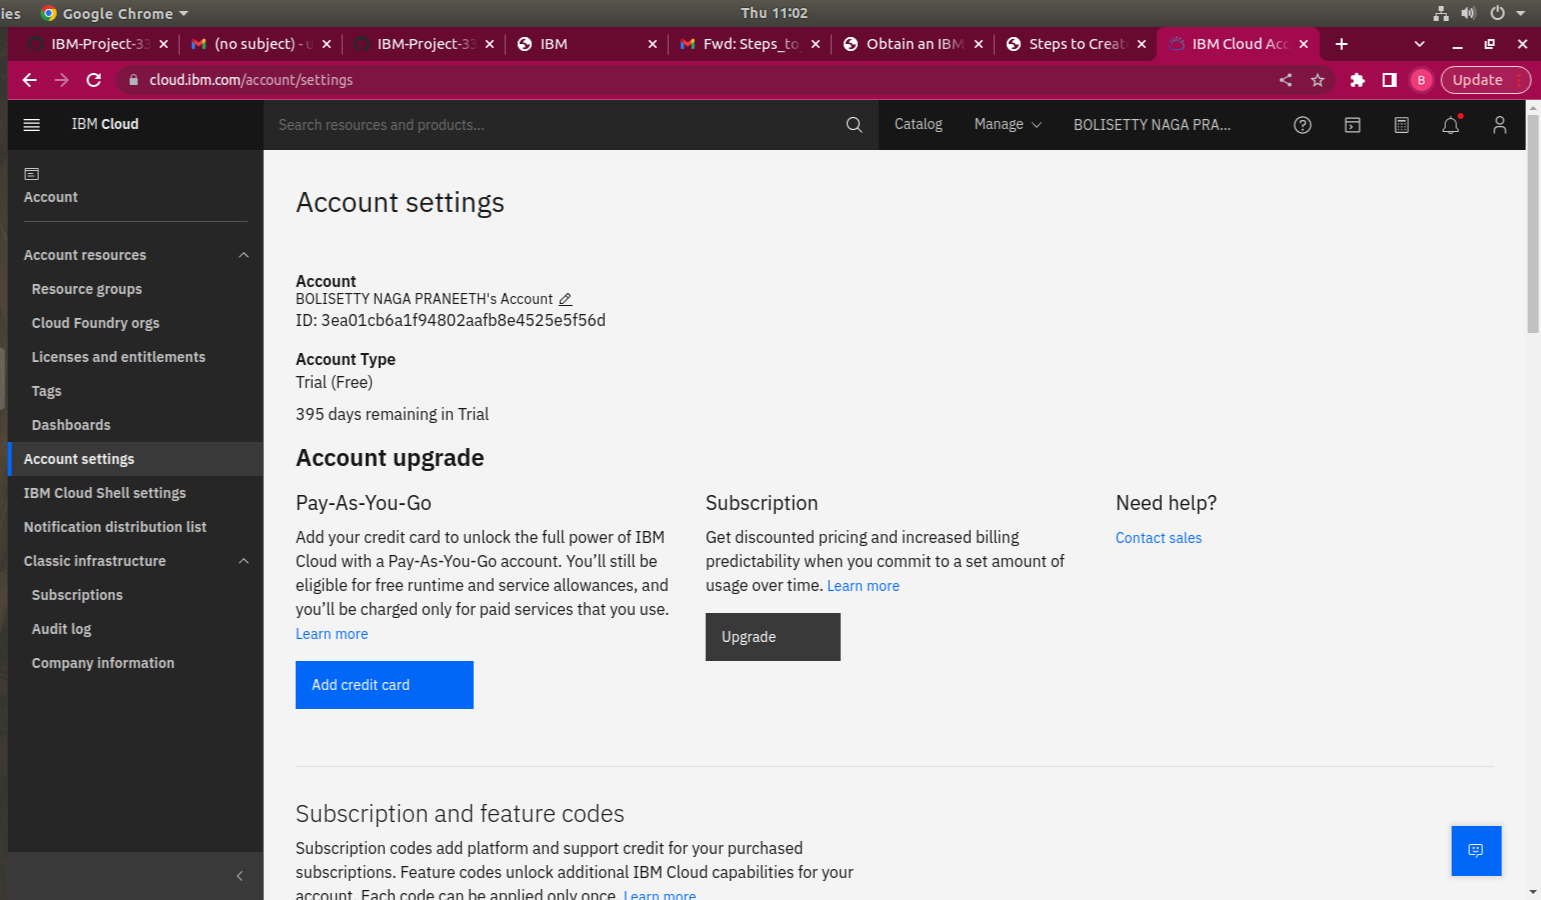 ies Google Chrome Thu 11:02
IBM-Project-33 (no subject) - u IBM-Project-33 IBM Fwd: Steps_to_ Obtain an IBM Steps to Create IBM Cloud Acc
cloud.ibm.com/account/settings B Update
IBM Cloud Search resources and products... Catalog Manage BOLISETTY NAGA PRA...
Account
Account resources
Resource groups
Cloud Foundry orgs
Licenses and entitlements
Tags
Dashboards
Account settings
IBM Cloud Shell settings
Notification distribution list
Classic infrastructure
Subscriptions
Audit log
Company information
Account settings
Account
BOLISETTY NAGA PRANEETH's Account
ID: 3ea01cb6a1f94802aafb8e4525e5f56d
Account Type
Trial (Free)
395 days remaining in Trial
Account upgrade
Pay-As-You-Go
Add your credit card to unlock the full power of IBM
Cloud with a Pay-As-You-Go account. You’ll still be
eligible for free runtime and service allowances, and
you’ll be charged only for paid services that you use.
Learn more
Add credit card
Subscription
Get discounted pricing and increased billing
predictability when you commit to a set amount of
usage over time. Learn more
Upgrade
Need help?
Contact sales
Subscription and feature codes
Subscription codes add platform and support credit for your purchased
subscriptions. Feature codes unlock additional IBM Cloud capabilities for your
account. Each code can be applied only once. Learn more